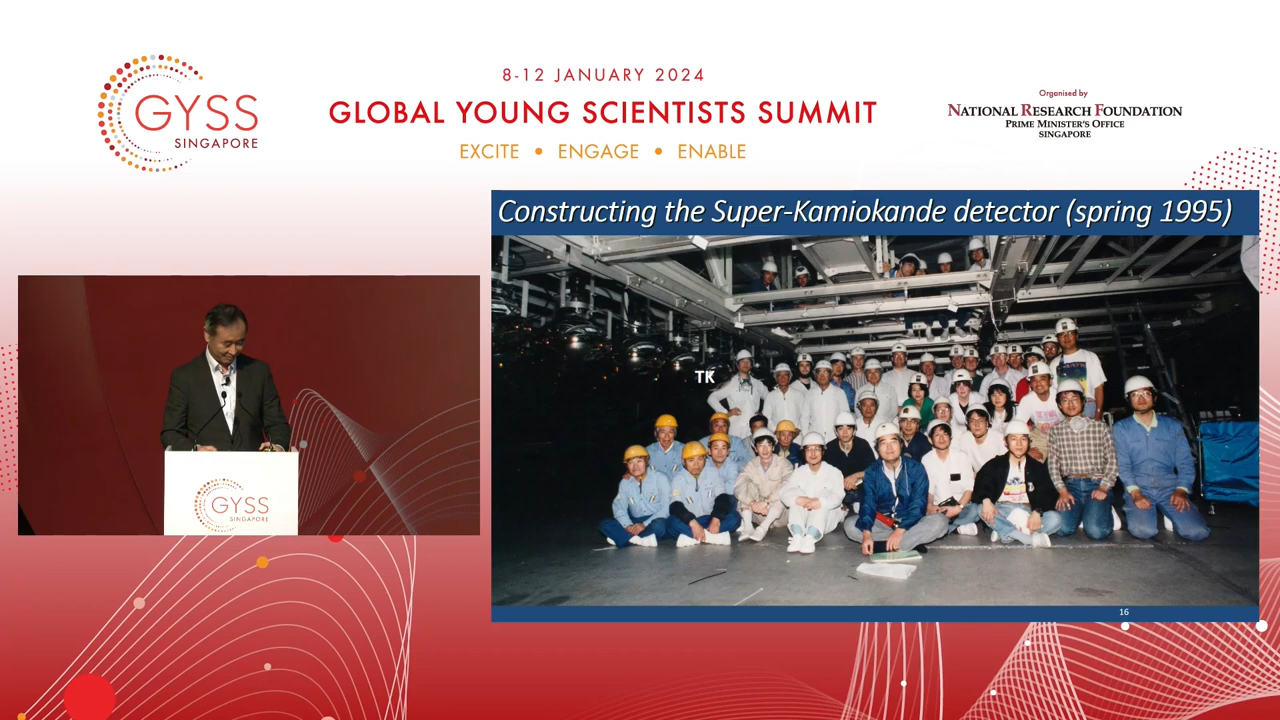 8-12 JANUARY 2024
GLOBAL YOUNG SCIENTISTS SUMMIT
EXCITE • ENGAGE • ENABLE
GYSS
SINGAPORE
Organised by
NATIONAL RESEARCH FOUNDATION
PRIME MINISTER'S OFFICE
SINGAPORE
Constructing the Super-Kamiokande detector (spring 1995)
TK
16
GYSS
SINGAPORE